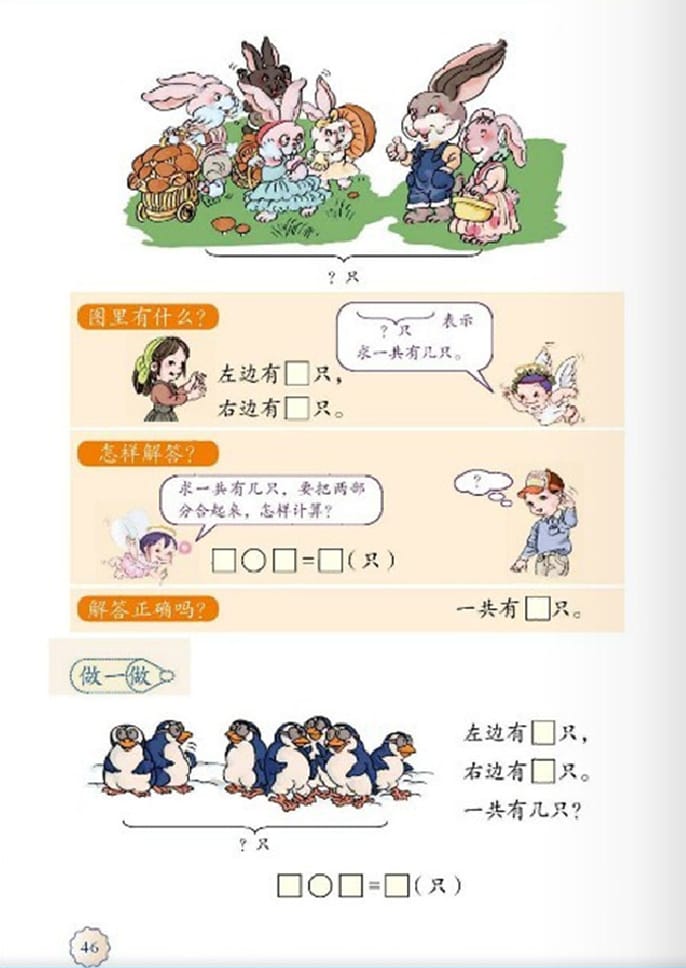 ? 只
图里有什么?
? 只 表示
求一共有几只。
左边有□只,
右边有□只。
怎样解答?
求一共有几只,要把两部
分合起来,怎样计算?
?
□○□=□(只)
解答正确吗?
一共有□只。
做一做
左边有□只,
右边有□只。
一共有几只?
? 只
□○□=□(只)
46